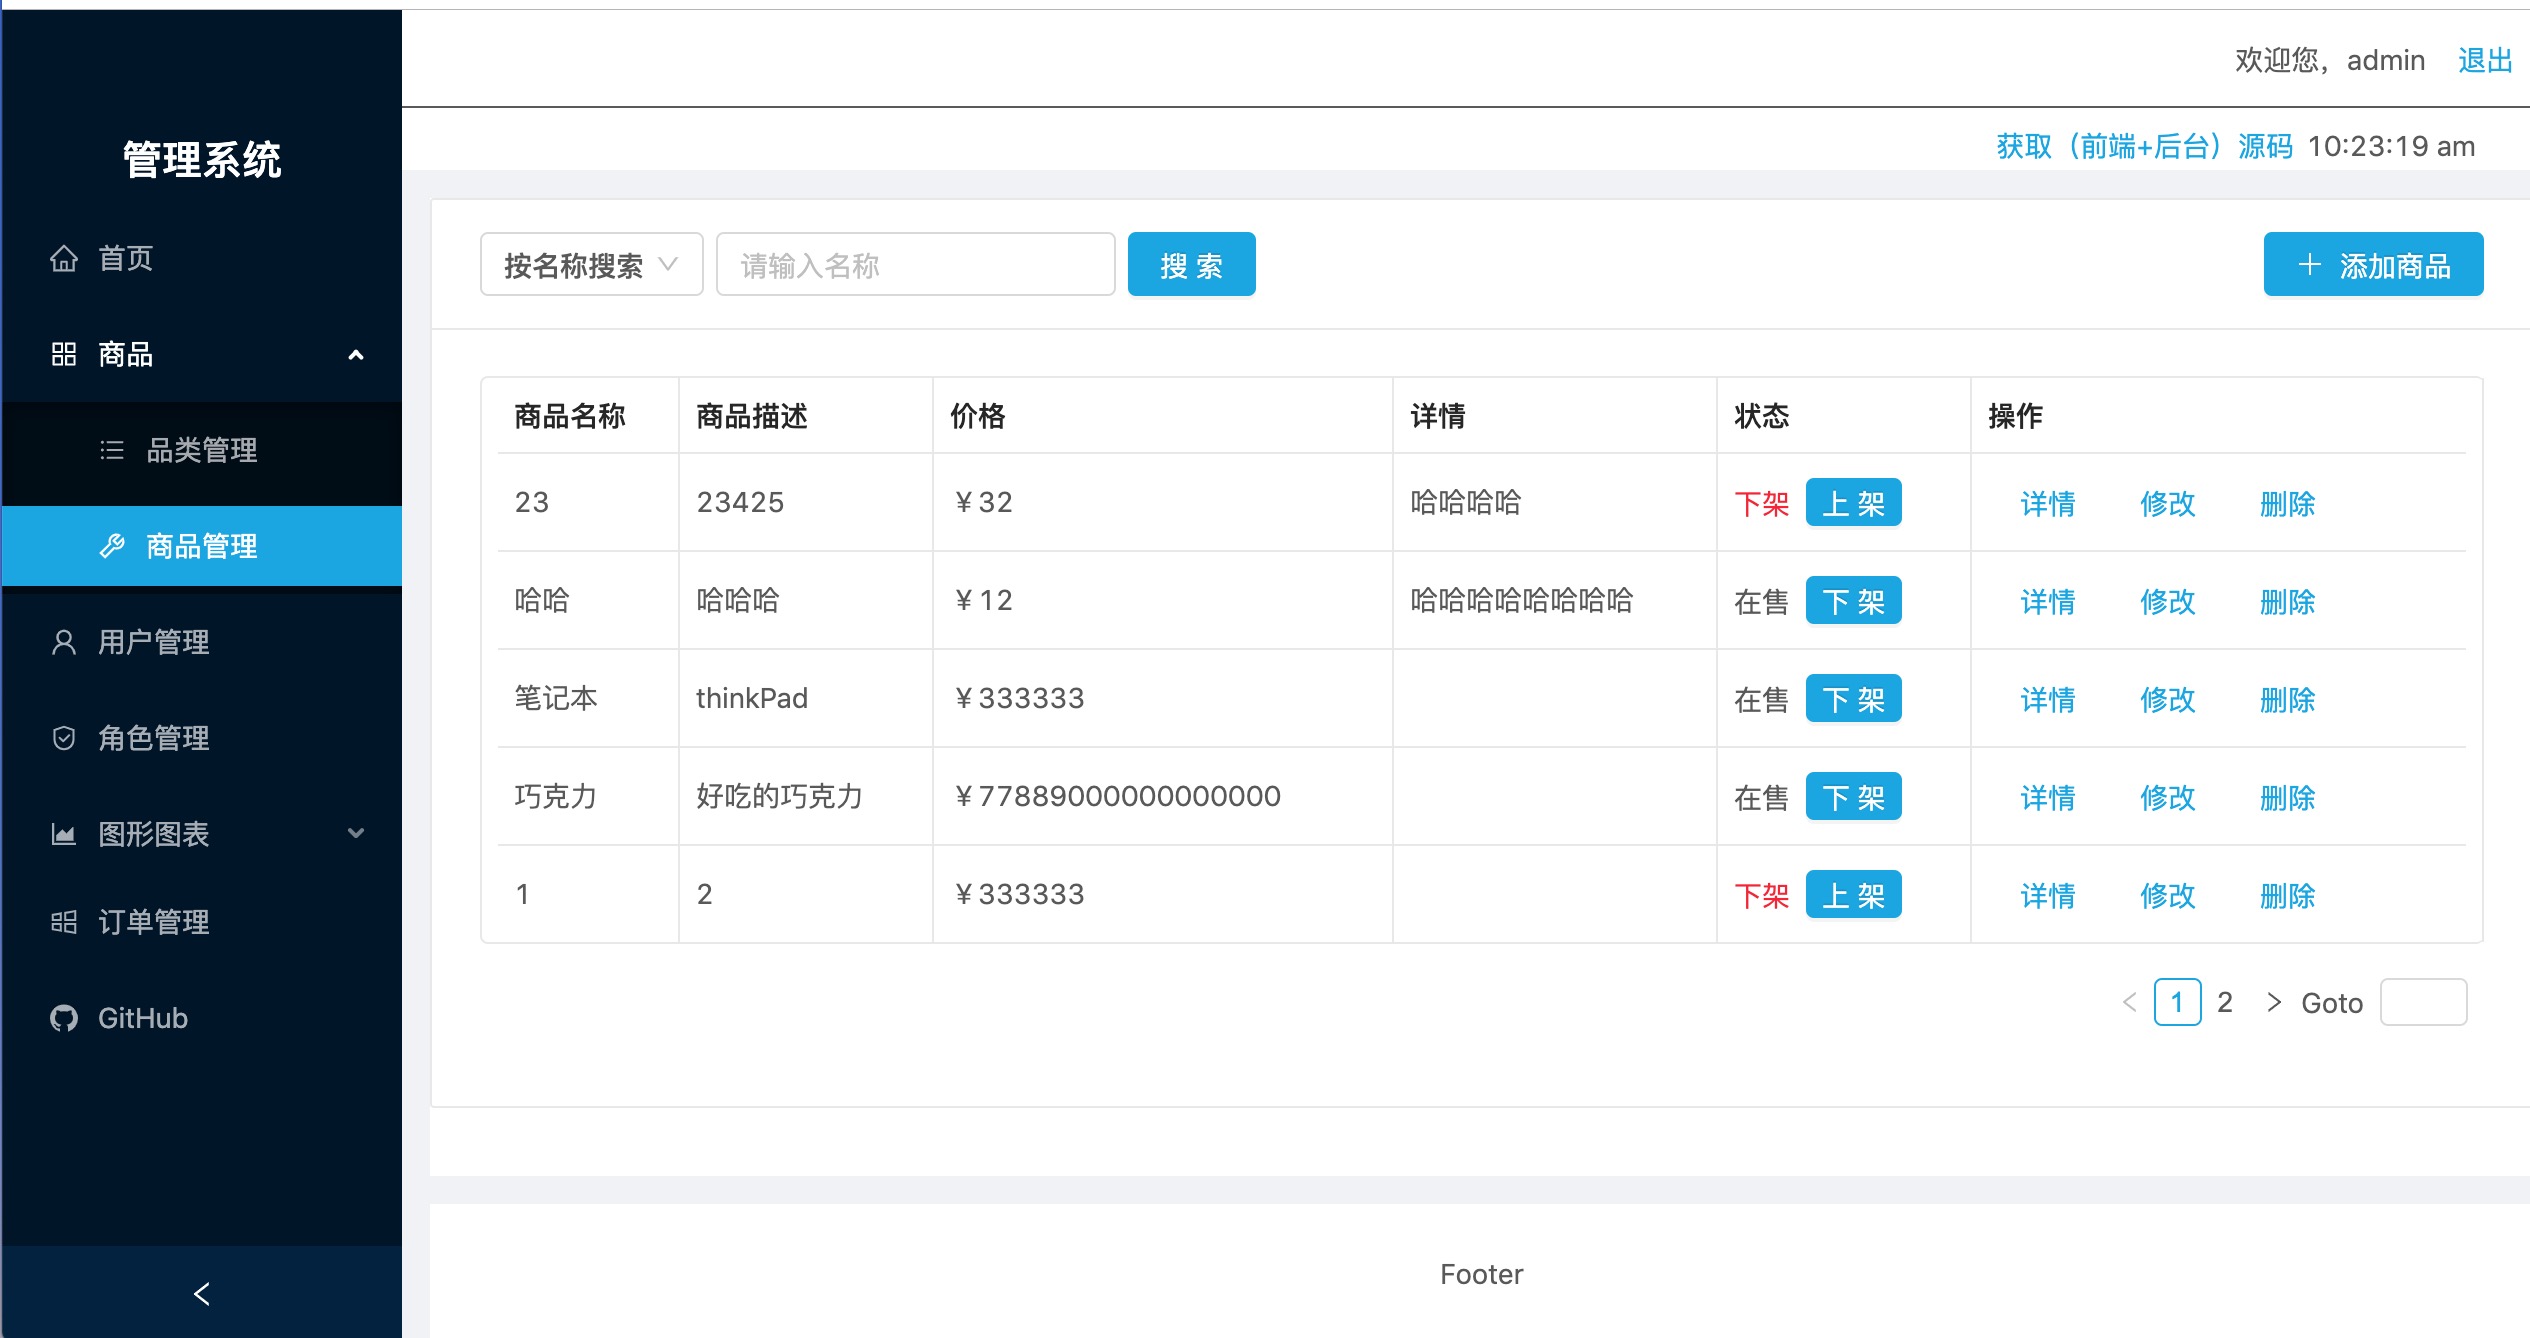 欢迎您，admin 退出
获取（前端+后台）源码 10:23:19 am
管理系统
首页
商品
品类管理
商品管理
用户管理
角色管理
图形图表
订单管理
GitHub
按名称搜索 请输入名称 搜 索 添加商品
商品名称 商品描述 价格 详情 状态 操作
23 23425 ¥32 哈哈哈哈 下架 上 架 详情 修改 删除
哈哈 哈哈哈 ¥12 哈哈哈哈哈哈哈哈 在售 下 架 详情 修改 删除
笔记本 thinkPad ¥333333 在售 下 架 详情 修改 删除
巧克力 好吃的巧克力 ¥77889000000000000 在售 下 架 详情 修改 删除
1 2 ¥333333 下架 上 架 详情 修改 删除
1 2 Goto
Footer